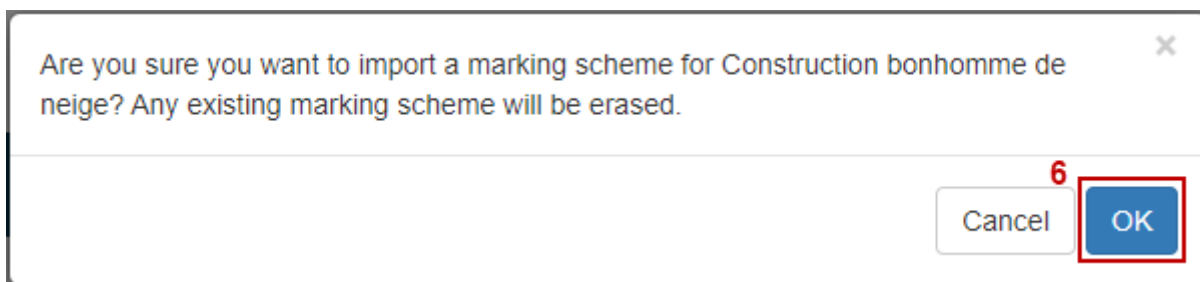 Are you sure you want to import a marking scheme for Construction bonhomme de
neige? Any existing marking scheme will be erased.
×
6
Cancel
OK